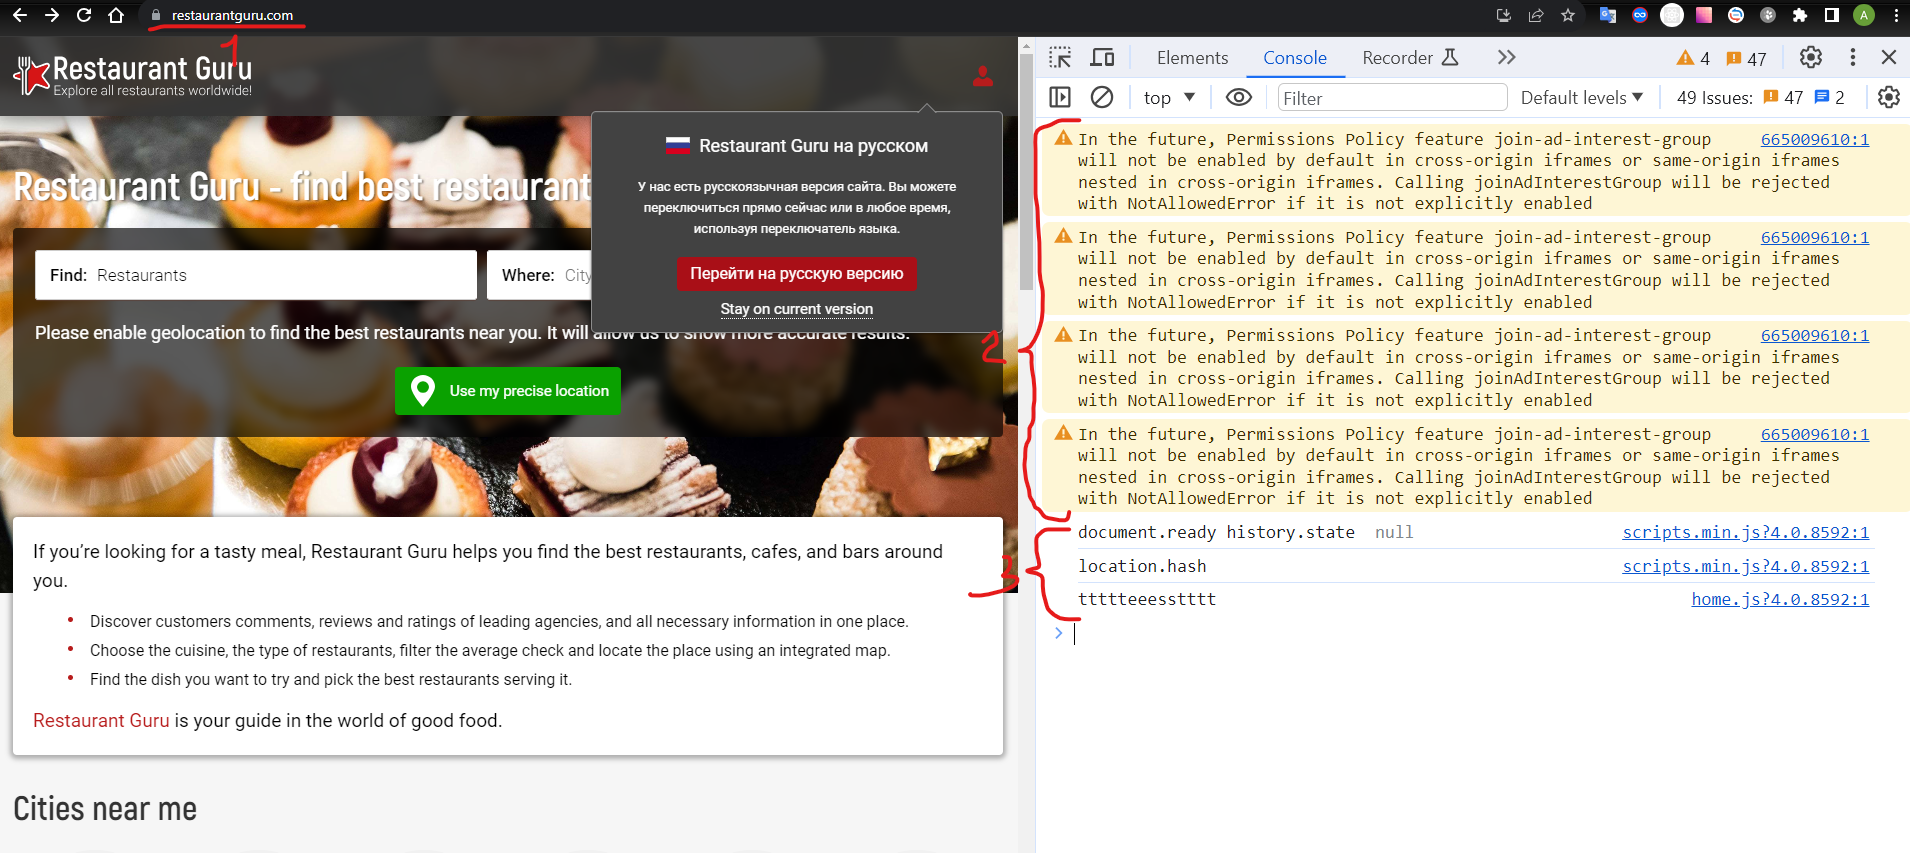 restaurantguru.com
1
Restaurant Guru
Explore all restaurants worldwide!
Restaurant Guru - find best restaurant
Find: Restaurants
Where: City
Please enable geolocation to find the best restaurants near you. It will allow us to show more accurate results.
Use my precise location
Restaurant Guru на русском
У нас есть русскоязычная версия сайта. Вы можете
переключиться прямо сейчас или в любое время,
используя переключатель языка.
Перейти на русскую версию
Stay on current version
If you’re looking for a tasty meal, Restaurant Guru helps you find the best restaurants, cafes, and bars around
you.
• Discover customers comments, reviews and ratings of leading agencies, and all necessary information in one place.
• Choose the cuisine, the type of restaurants, filter the average check and locate the place using an integrated map.
• Find the dish you want to try and pick the best restaurants serving it.
Restaurant Guru is your guide in the world of good food.
Cities near me
A
Elements Console Recorder 4 47
top Filter Default levels 49 Issues: 47 2
2
In the future, Permissions Policy feature join-ad-interest-group 665009610:1
will not be enabled by default in cross-origin iframes or same-origin iframes
nested in cross-origin iframes. Calling joinAdInterestGroup will be rejected
with NotAllowedError if it is not explicitly enabled
In the future, Permissions Policy feature join-ad-interest-group 665009610:1
will not be enabled by default in cross-origin iframes or same-origin iframes
nested in cross-origin iframes. Calling joinAdInterestGroup will be rejected
with NotAllowedError if it is not explicitly enabled
In the future, Permissions Policy feature join-ad-interest-group 665009610:1
will not be enabled by default in cross-origin iframes or same-origin iframes
nested in cross-origin iframes. Calling joinAdInterestGroup will be rejected
with NotAllowedError if it is not explicitly enabled
In the future, Permissions Policy feature join-ad-interest-group 665009610:1
will not be enabled by default in cross-origin iframes or same-origin iframes
nested in cross-origin iframes. Calling joinAdInterestGroup will be rejected
with NotAllowedError if it is not explicitly enabled
3
document.ready history.state null scripts.min.js?4.0.8592:1
location.hash scripts.min.js?4.0.8592:1
ttttteeesstttt home.js?4.0.8592:1